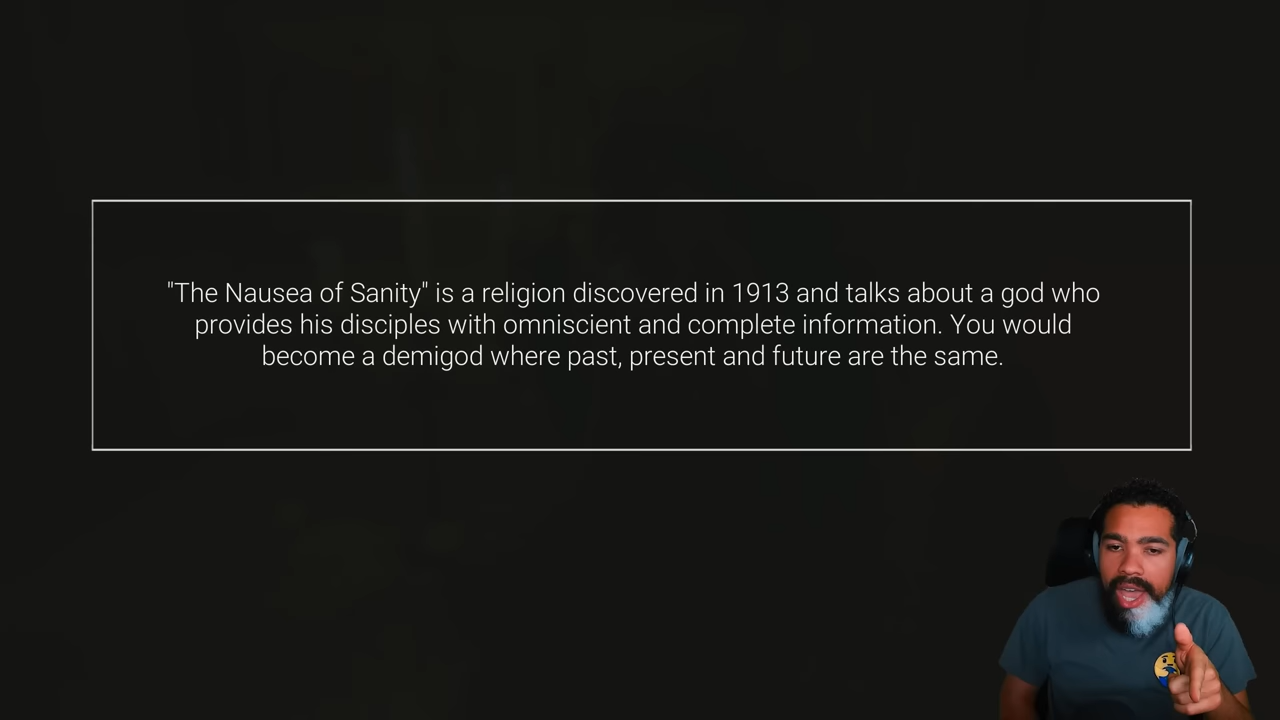 "The Nausea of Sanity" is a religion discovered in 1913 and talks about a god who
provides his disciples with omniscient and complete information. You would
become a demigod where past, present and future are the same.